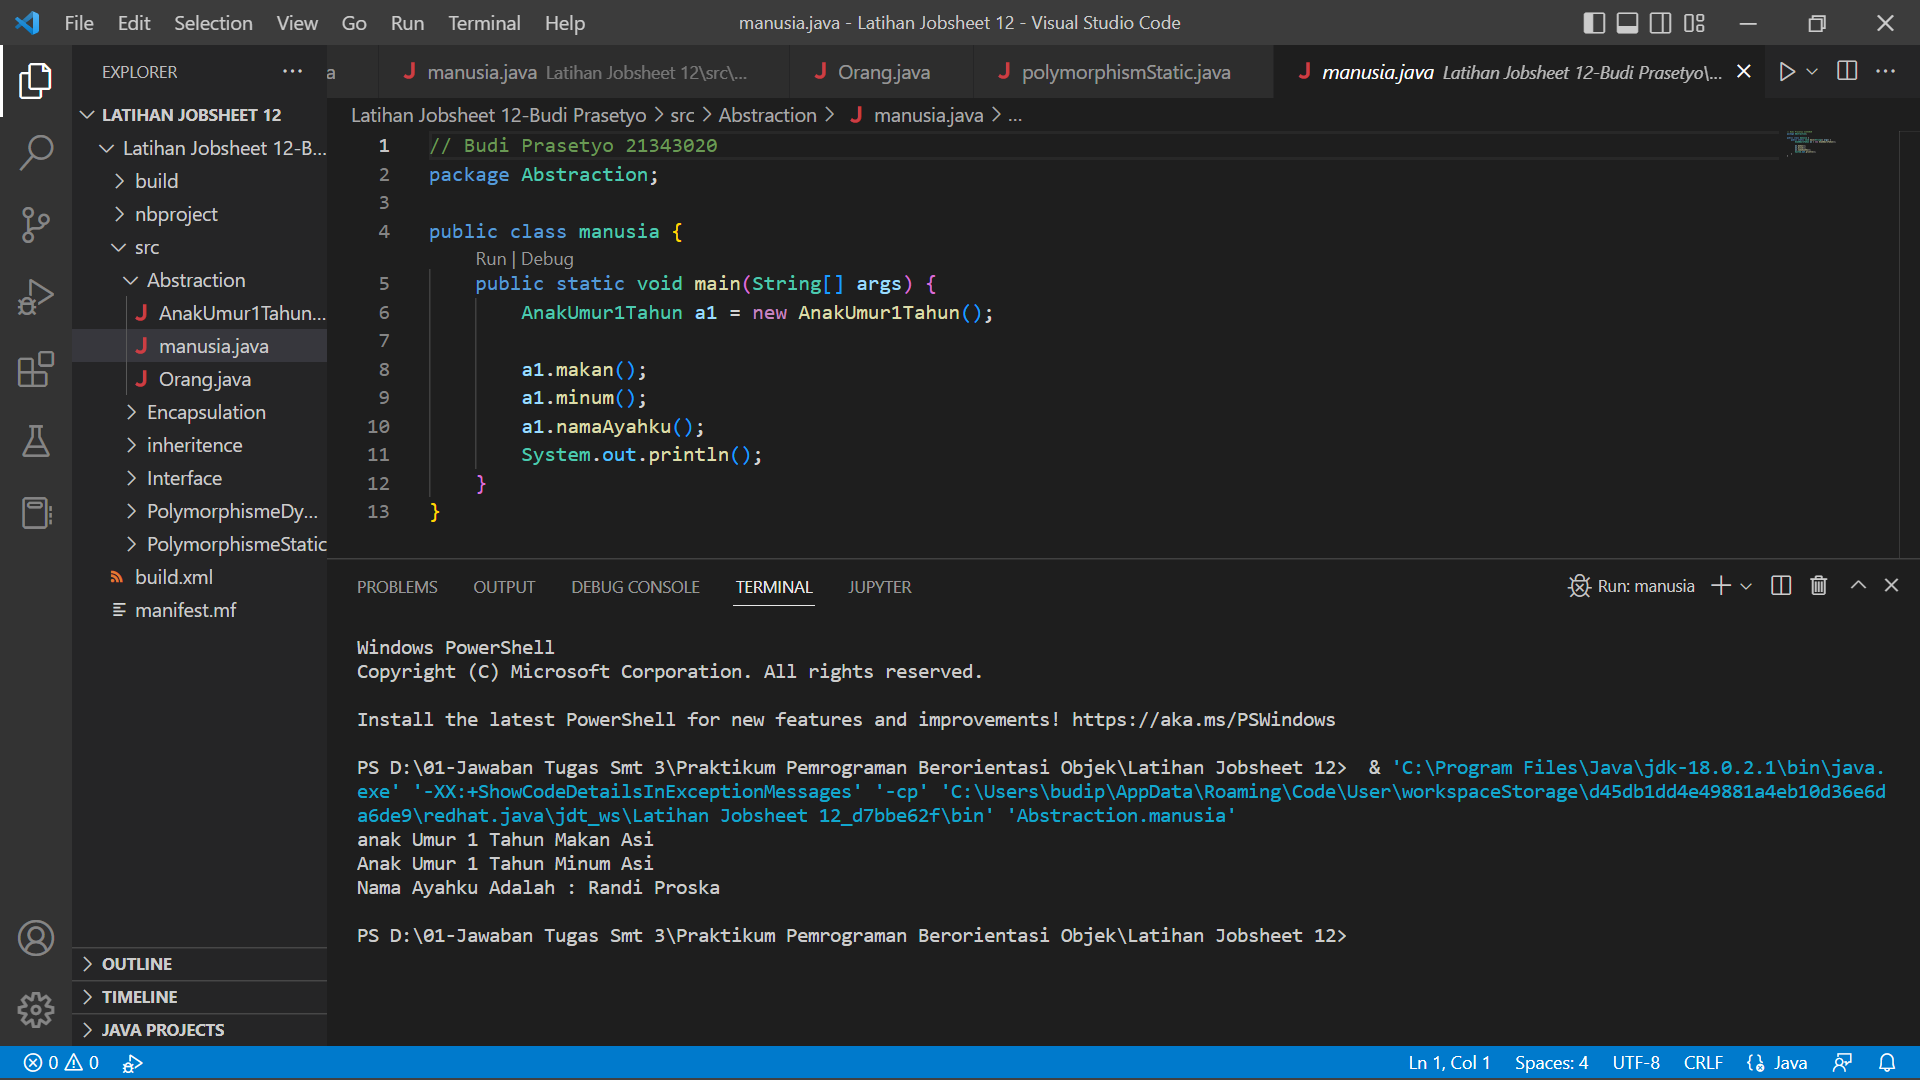 File Edit Selection View Go Run Terminal Help
manusia.java - Latihan Jobsheet 12 - Visual Studio Code
EXPLORER
LATIHAN JOBSHEET 12
Latihan Jobsheet 12-B...
build
nbproject
src
Abstraction
AnakUmur1Tahun...
manusia.java
Orang.java
Encapsulation
inheritence
Interface
PolymorphismeDy...
PolymorphismeStatic
build.xml
manifest.mf
OUTLINE
TIMELINE
JAVA PROJECTS
a
manusia.java Latihan Jobsheet 12\src\...
Orang.java
polymorphismStatic.java
manusia.java Latihan Jobsheet 12-Budi Prasetyo\...
Latihan Jobsheet 12-Budi Prasetyo > src > Abstraction > manusia.java > ...
1 // Budi Prasetyo 21343020
2 package Abstraction;
3
4 public class manusia {
Run | Debug
5 public static void main(String[] args) {
6 AnakUmur1Tahun a1 = new AnakUmur1Tahun();
7
8 a1.makan();
9 a1.minum();
10 a1.namaAyahku();
11 System.out.println();
12 }
13 }
PROBLEMS OUTPUT DEBUG CONSOLE TERMINAL JUPYTER
Run: manusia
Windows PowerShell
Copyright (C) Microsoft Corporation. All rights reserved.
Install the latest PowerShell for new features and improvements! https://aka.ms/PSWindows
PS D:\01-Jawaban Tugas Smt 3\Praktikum Pemrograman Berorientasi Objek\Latihan Jobsheet 12>  & 'C:\Program Files\Java\jdk-18.0.2.1\bin\java.
exe' '-XX:+ShowCodeDetailsInExceptionMessages' '-cp' 'C:\Users\budip\AppData\Roaming\Code\User\workspaceStorage\d45db1dd4e49881a4eb10d36e6d
a6de9\redhat.java\jdt_ws\Latihan Jobsheet 12_d7bbe62f\bin' 'Abstraction.manusia'
anak Umur 1 Tahun Makan Asi
Anak Umur 1 Tahun Minum Asi
Nama Ayahku Adalah : Randi Proska
PS D:\01-Jawaban Tugas Smt 3\Praktikum Pemrograman Berorientasi Objek\Latihan Jobsheet 12>
0 0
Ln 1, Col 1 Spaces: 4 UTF-8 CRLF Java